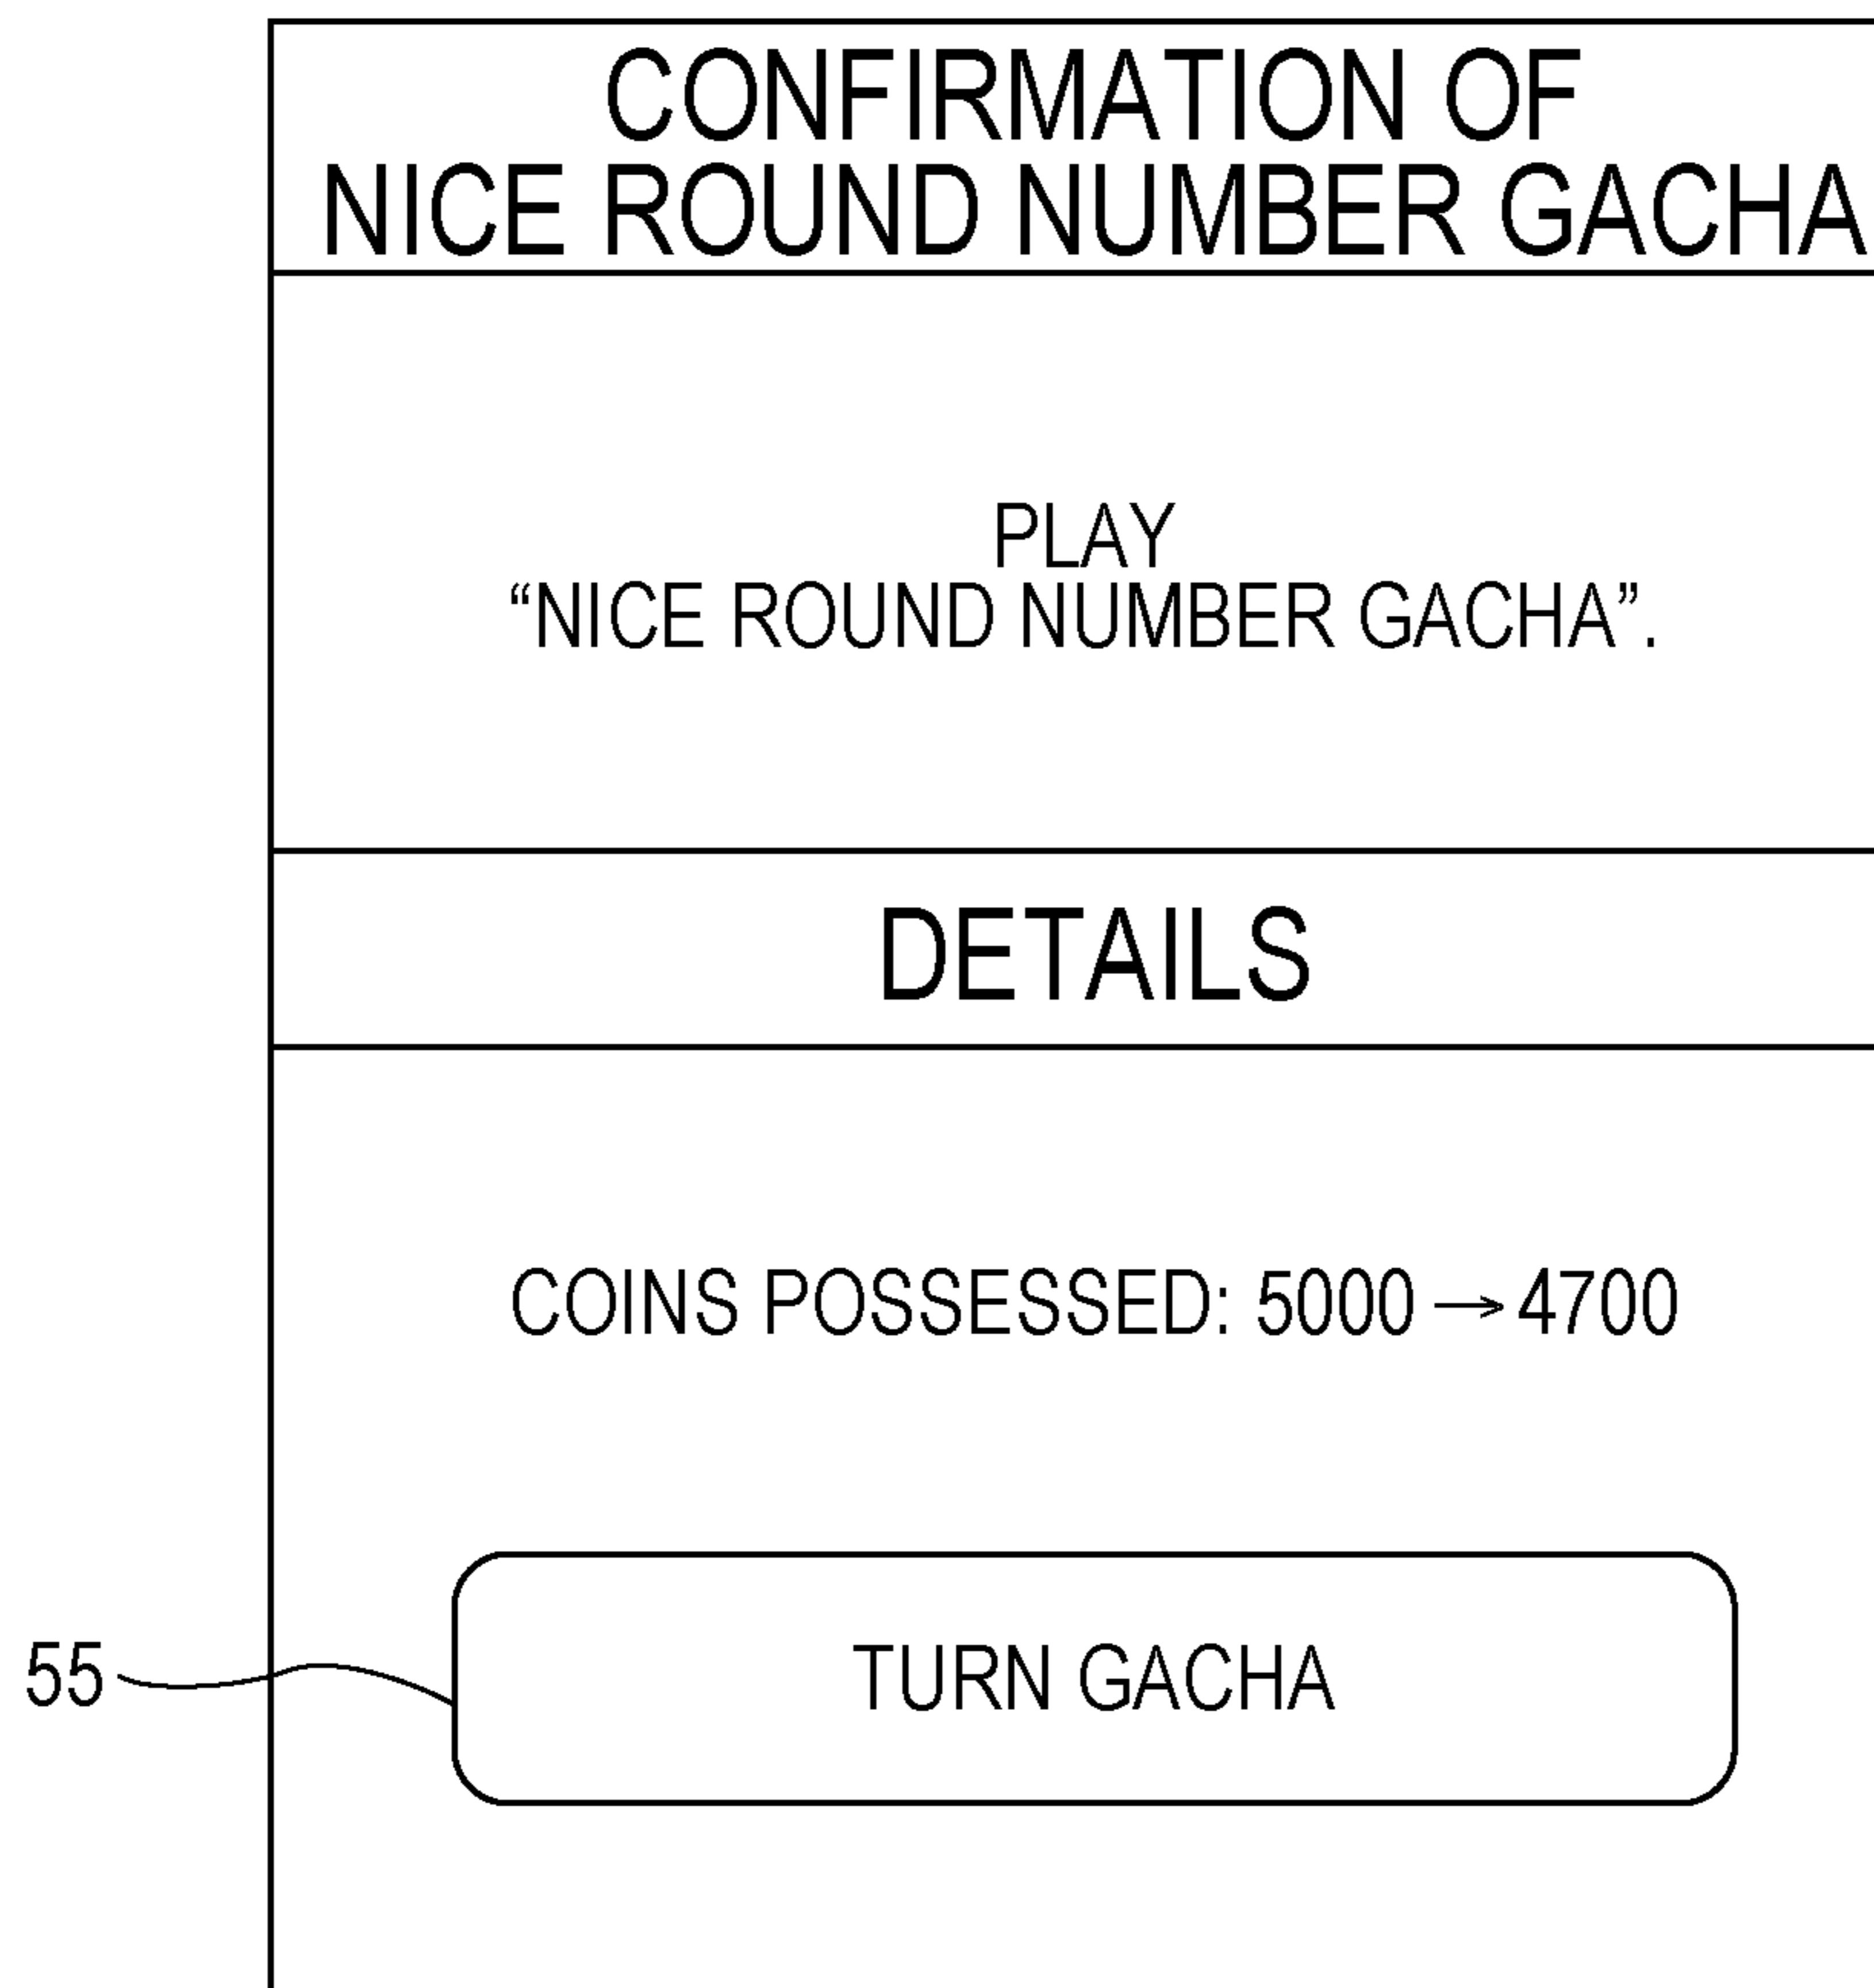 CONFIRMATION OF
NICE ROUND NUMBER GACHA
PLAY
“NICE ROUND NUMBER GACHA”.
DETAILS
COINS POSSESSED: 5000 → 4700
TURN GACHA
55